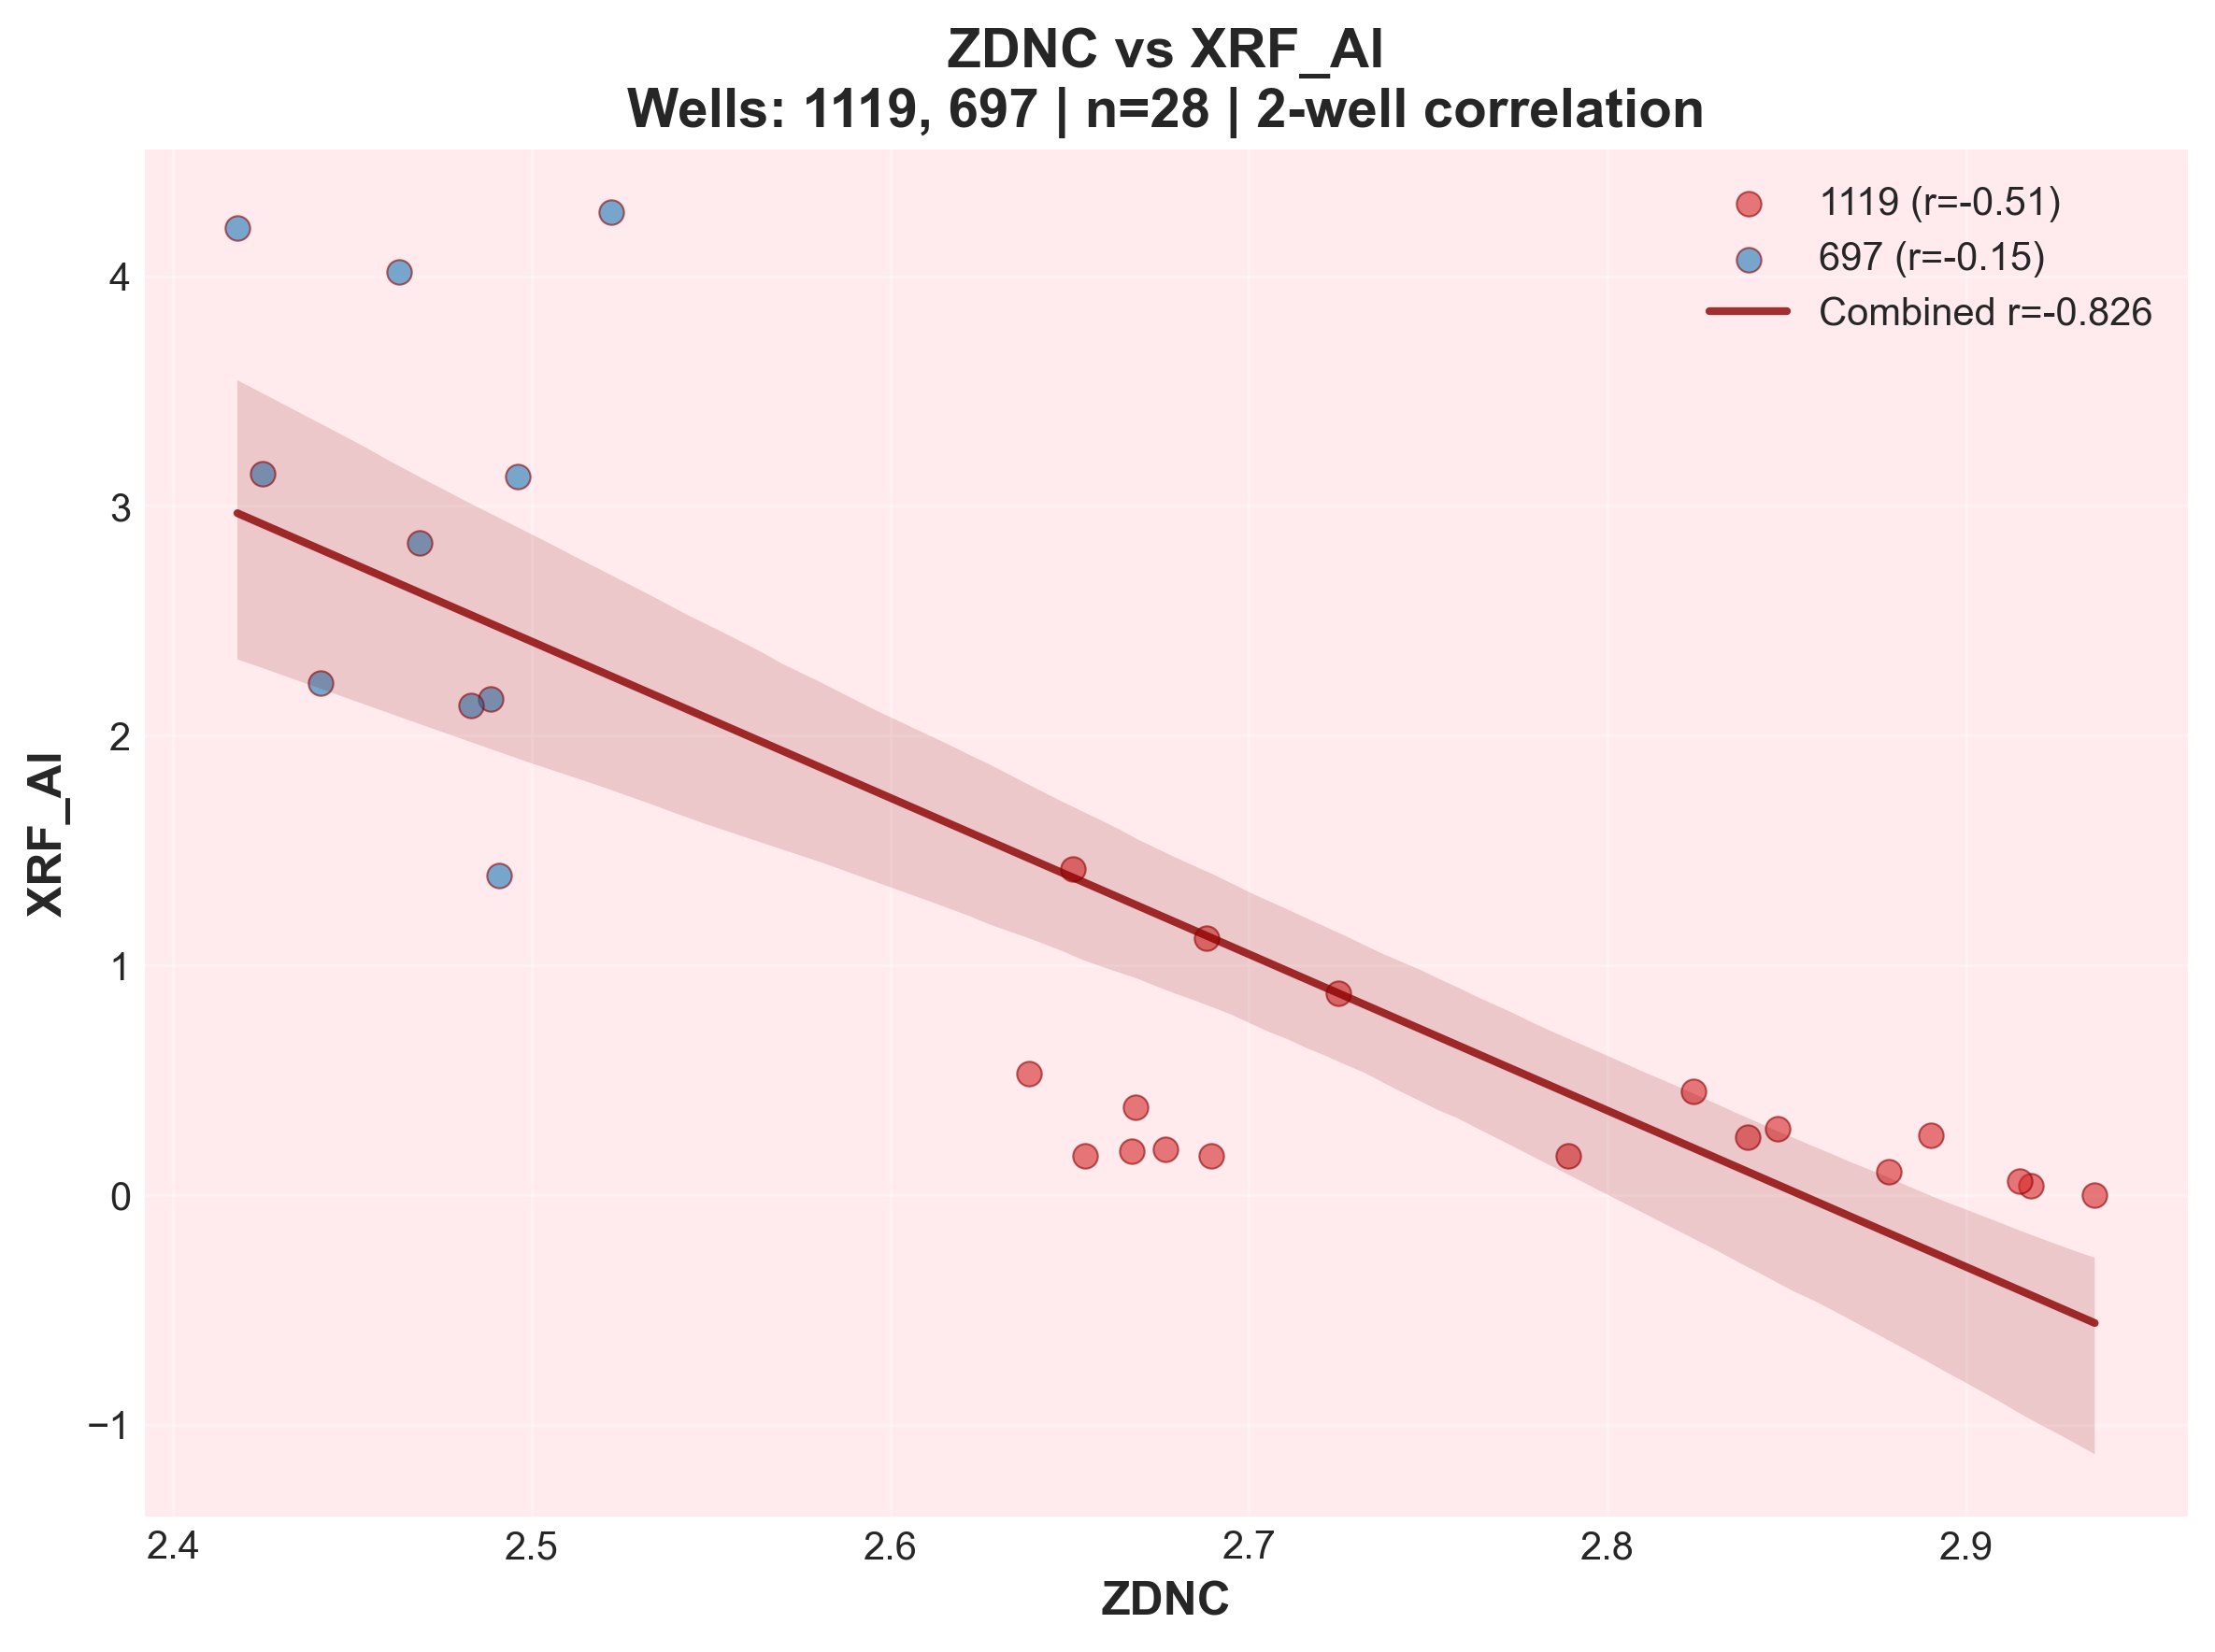 ZDNC vs XRF_Al
Wells: 1119, 697 | n=28 | 2-well correlation
1119 (r=-0.51)
697 (r=-0.15)
Combined r=-0.826
XRF_Al
4
3
2
1
0
−1
2.4 2.5 2.6 2.7 2.8 2.9
ZDNC